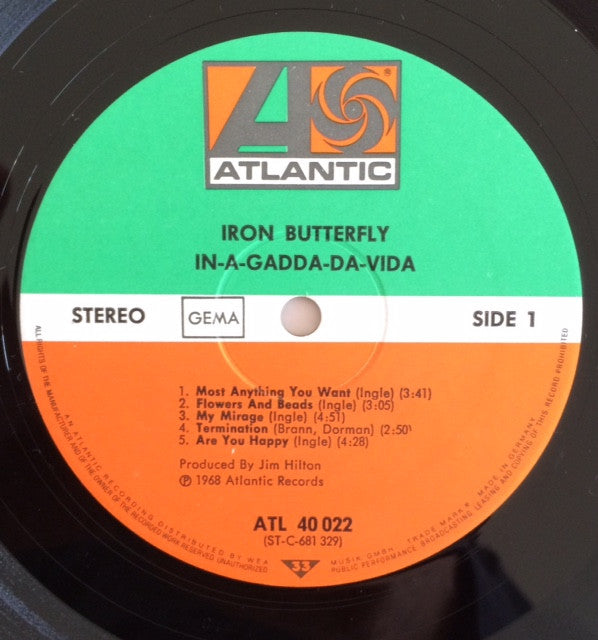 ATLANTIC
®
IRON BUTTERFLY
IN-A-GADDA-DA-VIDA
STEREO GEMA SIDE 1
1. Most Anything You Want (Ingle) (3:41)
2. Flowers And Beads (Ingle) (3:05)
3. My Mirage (Ingle) (4:51)
4. Termination (Brann, Dorman) (2:50)
5. Are You Happy (Ingle) (4:28)
Produced By Jim Hilton
℗ 1968 Atlantic Records
ATL 40 022
(ST-C-681 329)
33
ALL RIGHTS OF THE MANUFACTURER AND OF THE OWNER OF THE RECORDED WORK RESERVED. UNAUTHORIZED PUBLIC PERFORMANCE, BROADCASTING, LEASING AND COPYING OF THIS RECORD PROHIBITED
AN ATLANTIC RECORDING DISTRIBUTED BY WEA MUSIK GMBH TRADE MARK® MADE IN GERMANY